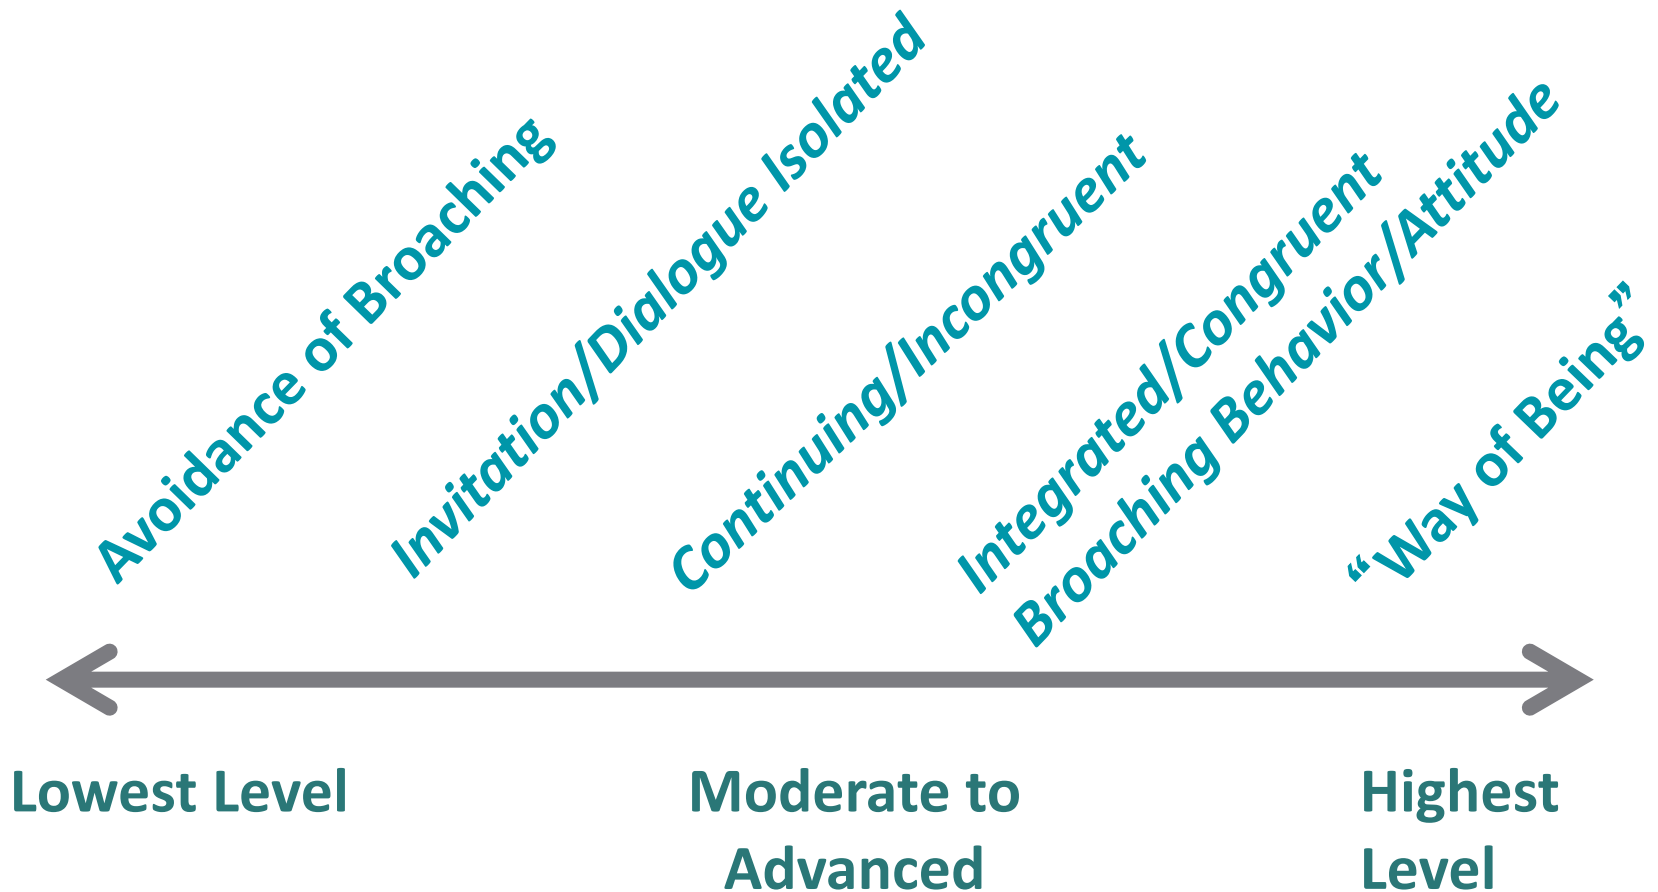 Avoidance of Broaching
Invitation/Dialogue Isolated
Continuing/Incongruent
Integrated/Congruent
Broaching Behavior/Attitude
“Way of Being”
Lowest Level
Moderate to
Advanced
Highest
Level